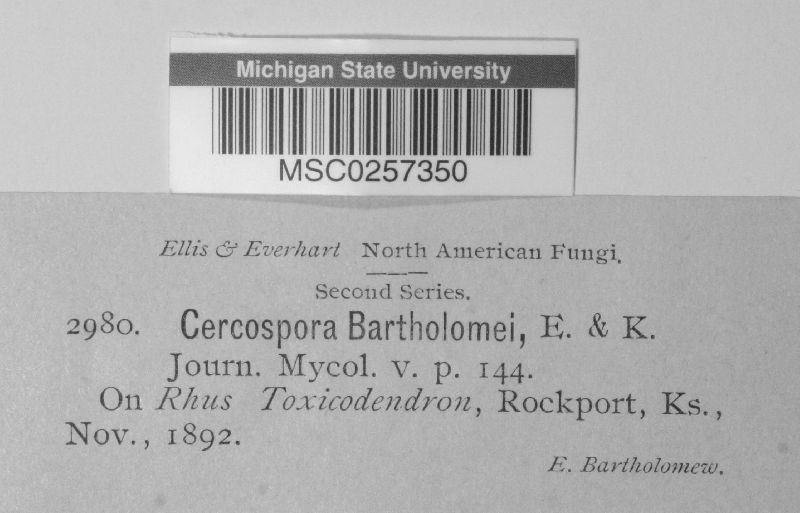 Michigan State University
MSC0257350
Ellis & Everhart North American Fungi.
Second Series.
2980. Cercospora Bartholomei, E. & K.
Journ. Mycol. v. p. 144.
On Rhus Toxicodendron, Rockport, Ks.,
Nov., 1892.
E. Bartholomew.